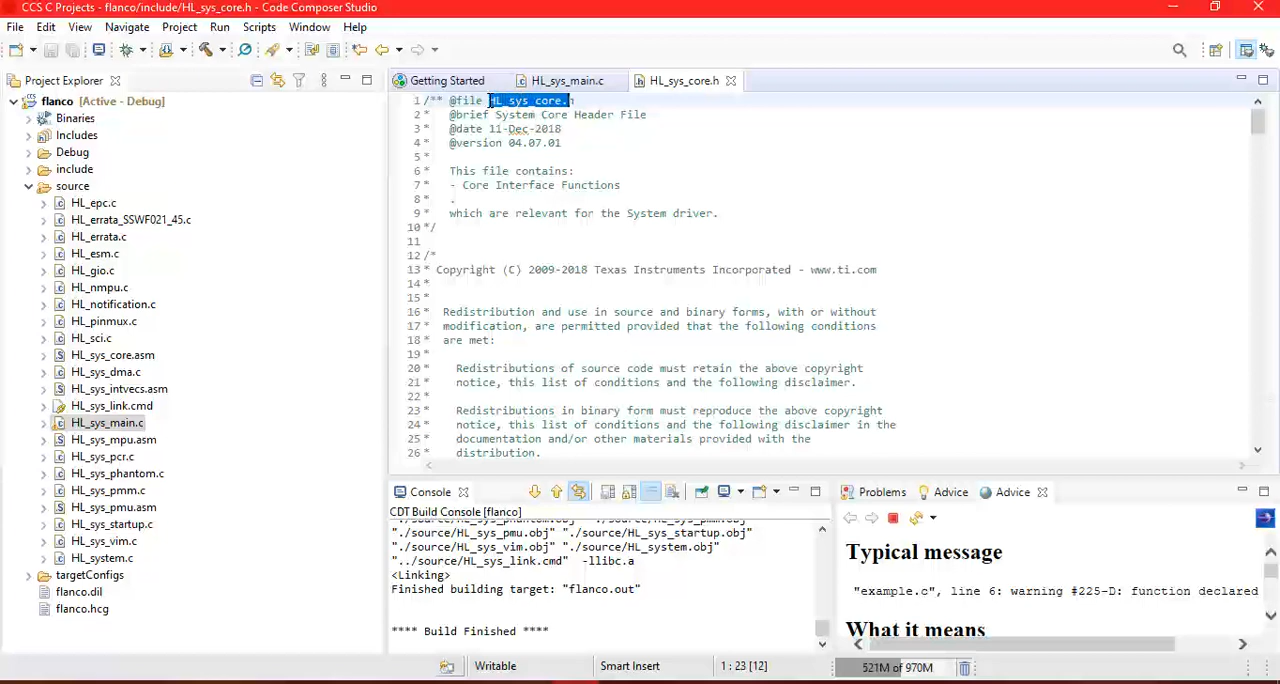 CCS C Projects - flanco/include/HL_sys_core.h - Code Composer Studio
File Edit View Navigate Project Run Scripts Window Help
Project Explorer
flanco [Active - Debug]
Binaries
Includes
Debug
include
source
HL_epc.c
HL_errata_SSWF021_45.c
HL_errata.c
HL_esm.c
HL_gio.c
HL_nmpu.c
HL_notification.c
HL_pinmux.c
HL_sci.c
HL_sys_core.asm
HL_sys_dma.c
HL_sys_intvecs.asm
HL_sys_link.cmd
HL_sys_main.c
HL_sys_mpu.asm
HL_sys_pcr.c
HL_sys_phantom.c
HL_sys_pmm.c
HL_sys_pmu.asm
HL_sys_startup.c
HL_sys_vim.c
HL_system.c
targetConfigs
flanco.dil
flanco.hcg
Getting Started HL_sys_main.c HL_sys_core.h
1 /** @file HL_sys_core.h
2 * @brief System Core Header File
3 * @date 11-Dec-2018
4 * @version 04.07.01
5 *
6 * This file contains:
7 * - Core Interface Functions
8 * .
9 * which are relevant for the System driver.
10 */
11
12 /*
13 * Copyright (C) 2009-2018 Texas Instruments Incorporated - www.ti.com
14 *
15 *
16 * Redistribution and use in source and binary forms, with or without
17 * modification, are permitted provided that the following conditions
18 * are met:
19 *
20 * Redistributions of source code must retain the above copyright
21 * notice, this list of conditions and the following disclaimer.
22 *
23 * Redistributions in binary form must reproduce the above copyright
24 * notice, this list of conditions and the following disclaimer in the
25 * documentation and/or other materials provided with the
26 * distribution.
Console
CDT Build Console [flanco]
"./source/HL_sys_phantom.obj" "./source/HL_sys_pmm.obj"
"./source/HL_sys_pmu.obj" "./source/HL_sys_startup.obj"
"./source/HL_sys_vim.obj" "./source/HL_system.obj"
"../source/HL_sys_link.cmd" -llibc.a
<Linking>
Finished building target: "flanco.out"
**** Build Finished ****
Problems Advice Advice
Typical message
"example.c", line 6: warning #225-D: function declared
What it means
Writable Smart Insert 1 : 23 [12] 521M of 970M